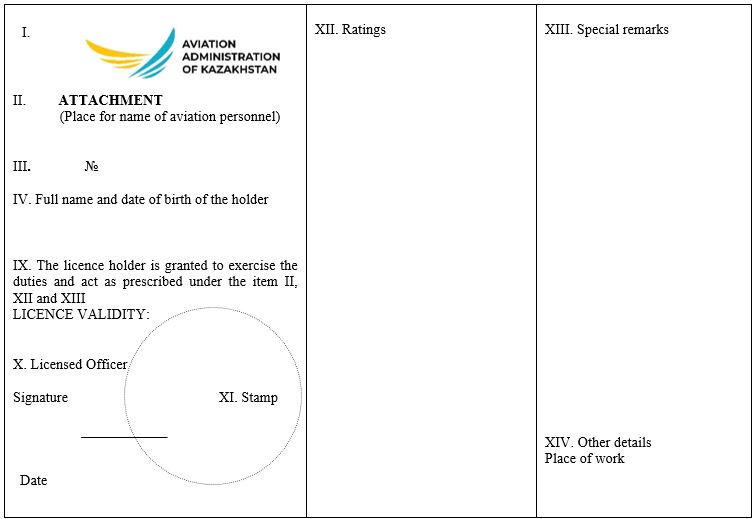 I.
AVIATION
ADMINISTRATION
OF KAZAKHSTAN
II. ATTACHMENT
(Place for name of aviation personnel)
III. №
IV. Full name and date of birth of the holder
IX. The licence holder is granted to exercise the
duties and act as prescribed under the item II,
XII and XIII
LICENCE VALIDITY:
X. Licensed Officer
Signature XI. Stamp
Date
XII. Ratings
XIII. Special remarks
XIV. Other details
Place of work